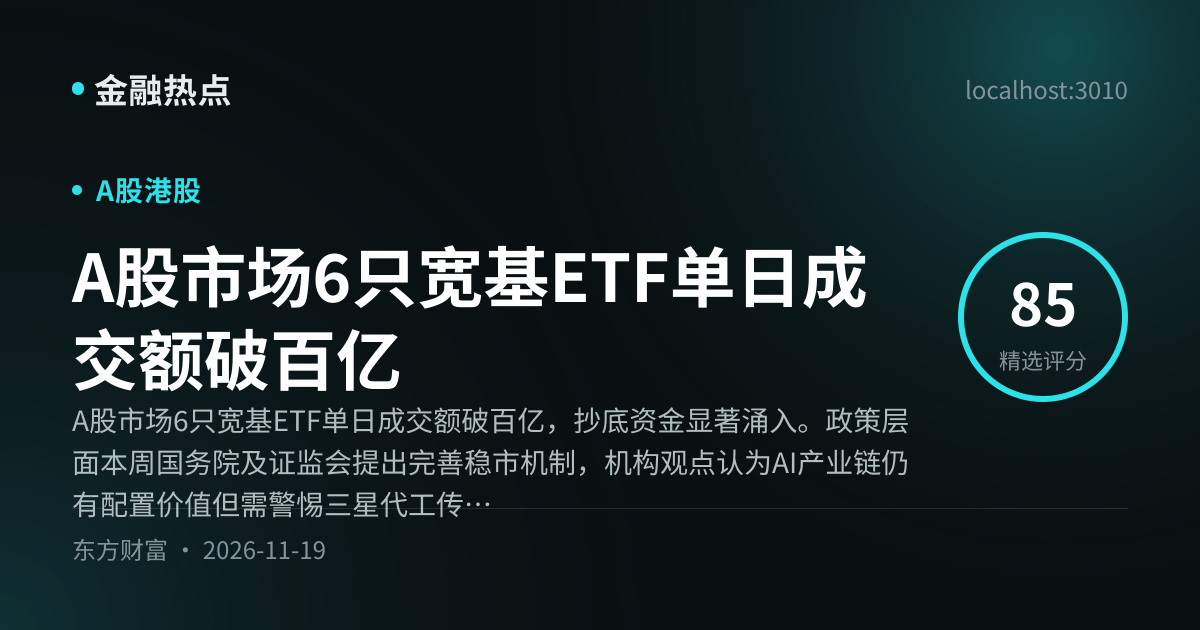 金融热点
localhost:3010
A股港股
A股市场6只宽基ETF单日成
交额破百亿
85
精选评分
A股市场6只宽基ETF单日成交额破百亿，抄底资金显著涌入。政策层
面本周国务院及证监会提出完善稳市机制，机构观点认为AI产业链仍
有配置价值但需警惕三星代工传…
东方财富 • 2026-11-19